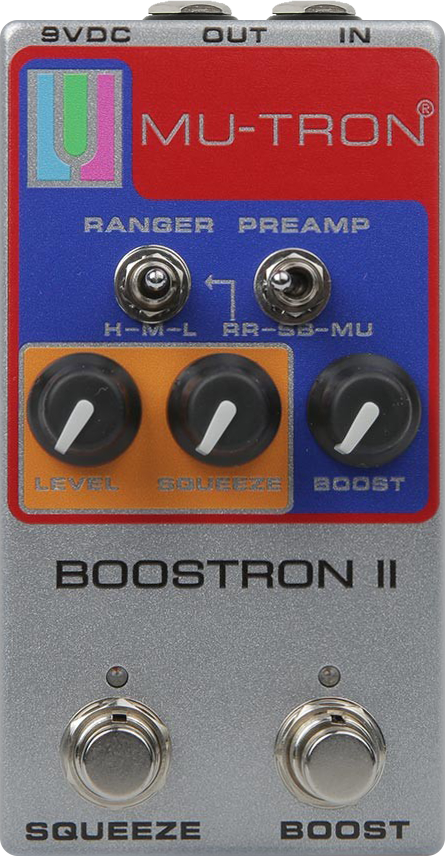 9VDC OUT IN
MU-TRON®
RANGER PREAMP
H-M-L RR-SB-MU
LEVEL SQUEEZE BOOST
BOOSTRON II
SQUEEZE BOOST